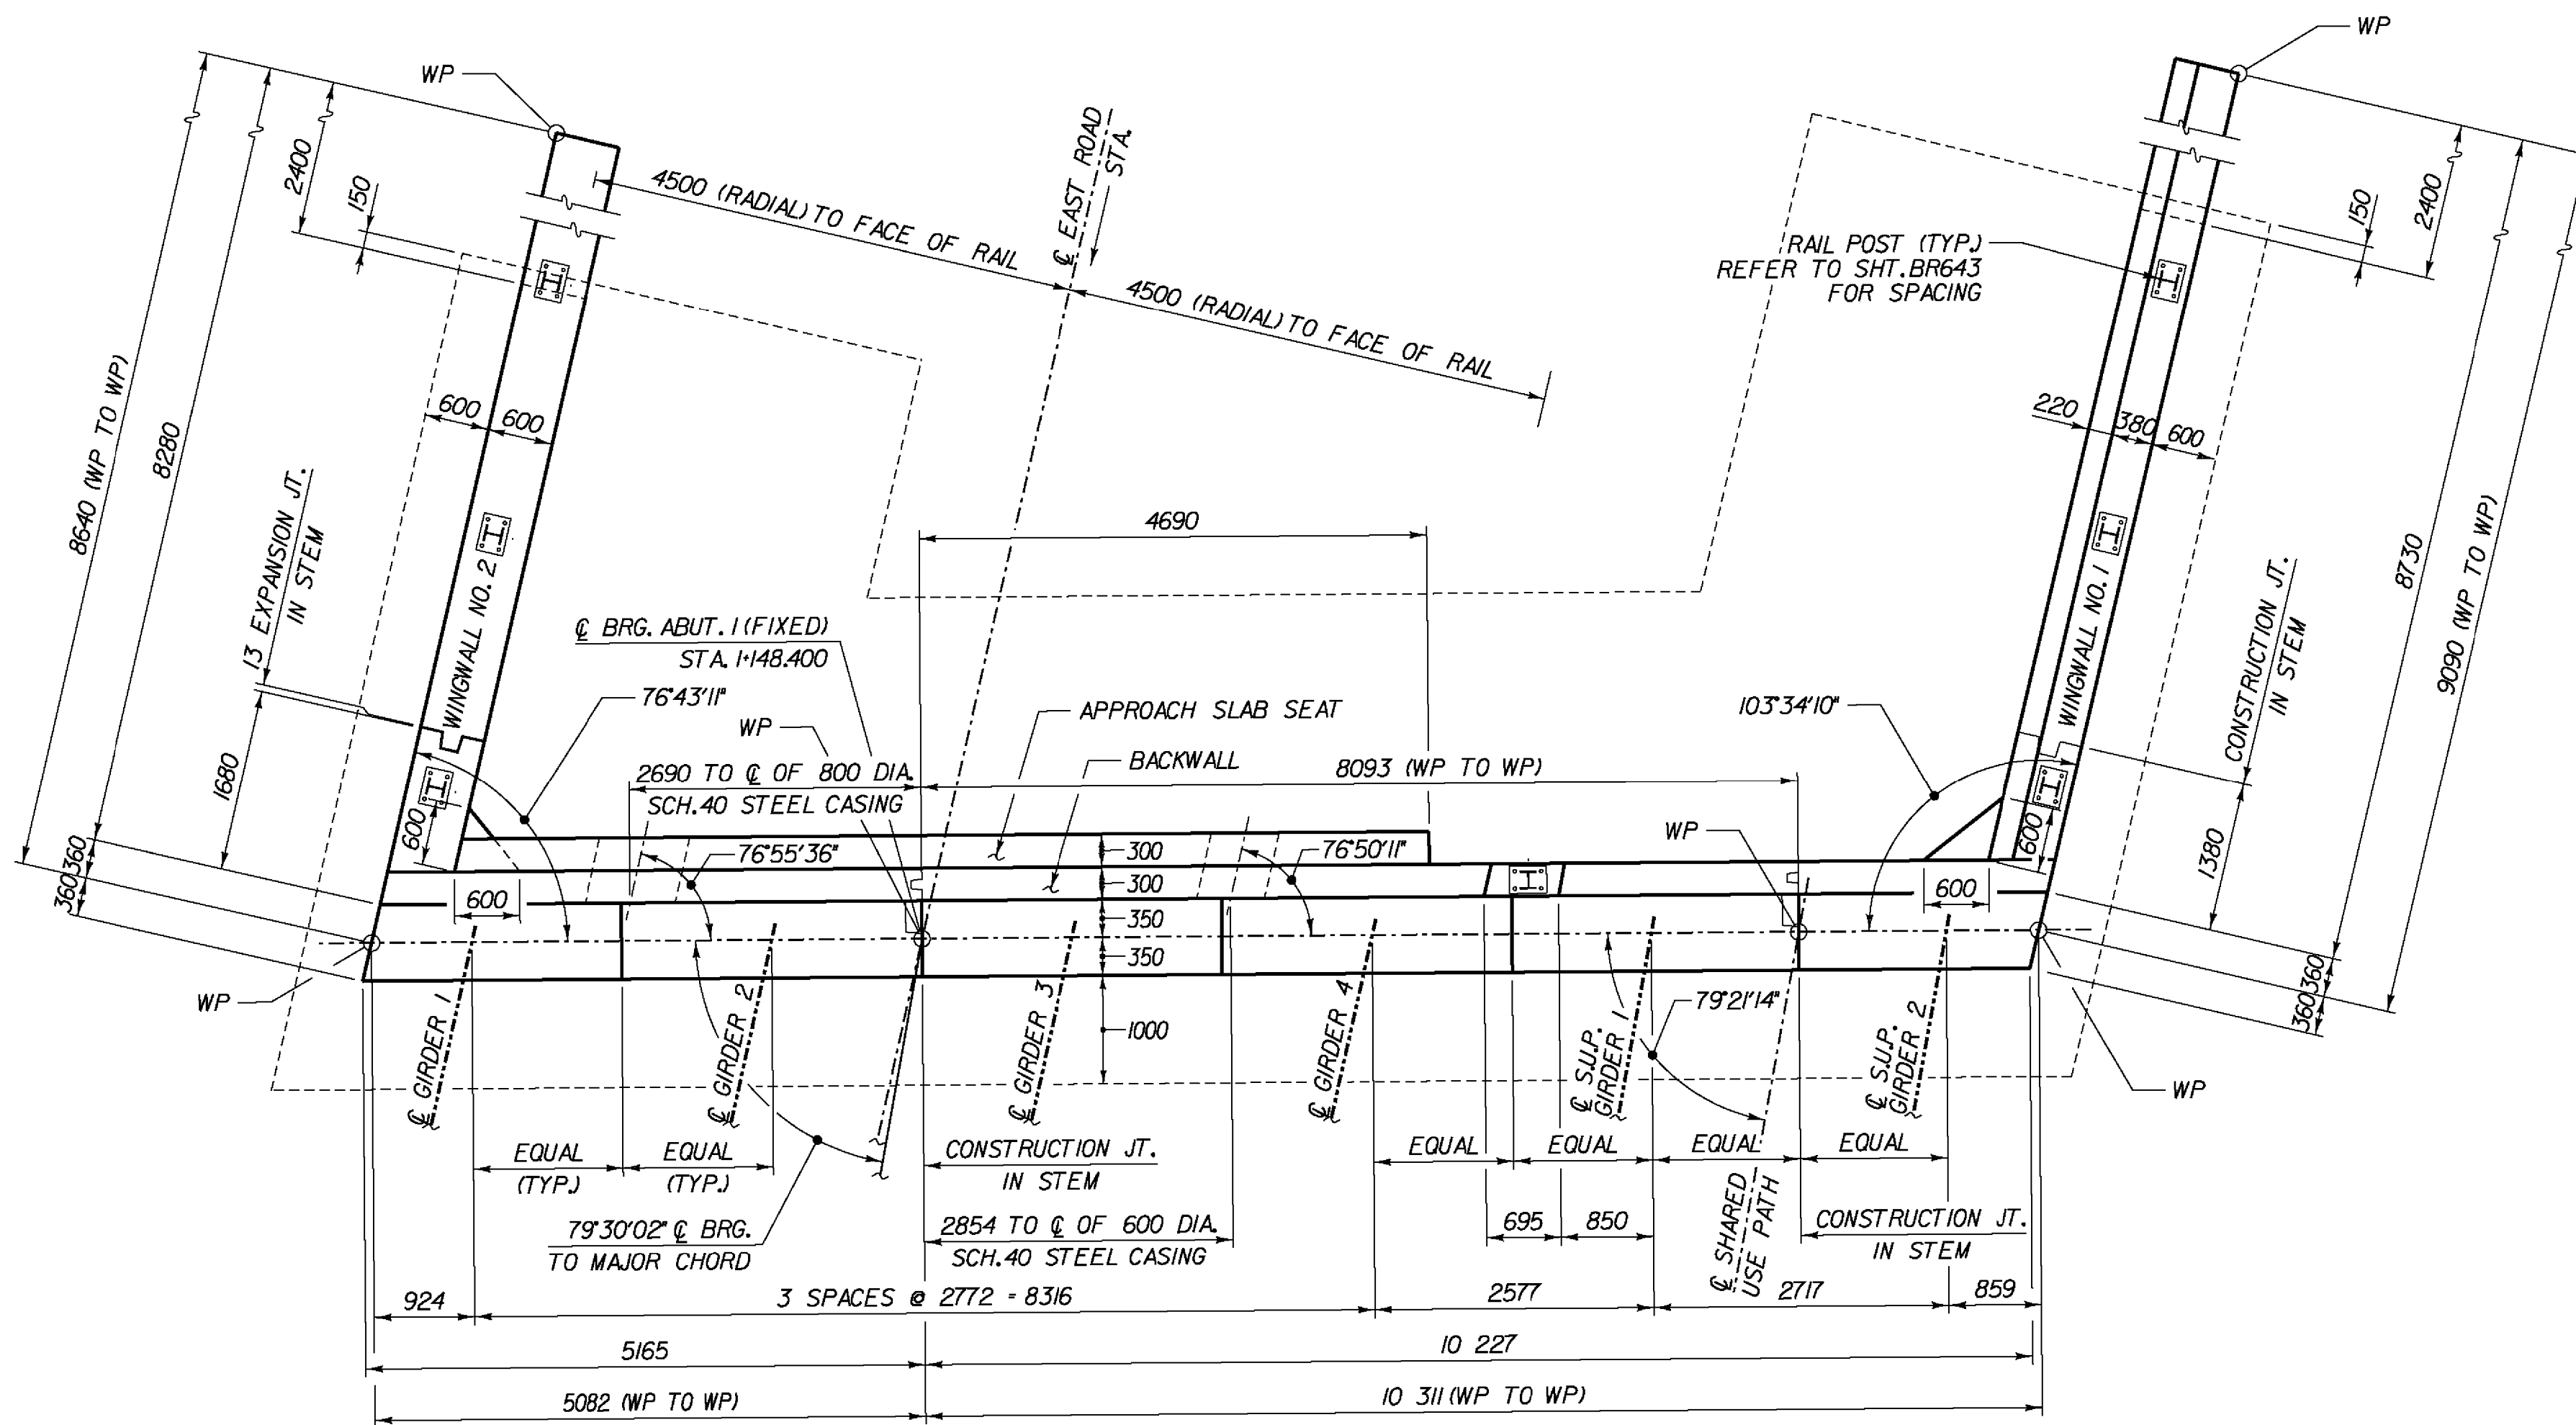 WP
WP
℄ EAST ROAD
STA.
2400
150
4500 (RADIAL) TO FACE OF RAIL
4500 (RADIAL) TO FACE OF RAIL
RAIL POST (TYP.)
REFER TO SHT. BR643
FOR SPACING
150
2400
8640 (WP TO WP)
8280
600
600
220
380
600
13 EXPANSION JT.
IN STEM
4690
8730
9090 (WP TO WP)
CONSTRUCTION JT.
IN STEM
WINGWALL NO. 2
WINGWALL NO. 1
℄ BRG. ABUT. 1 (FIXED)
STA. 1+148.400
76°43'11"
WP
APPROACH SLAB SEAT
103°34'10"
BACKWALL
2690 TO ℄ OF 800 DIA.
SCH. 40 STEEL CASING
8093 (WP TO WP)
WP
1680
1380
600
600
360
360
76°55'36"
300
76°50'11"
300
600
600
350
350
WP
1000
79°21'14"
360
360
WP
℄ GIRDER 1
℄ GIRDER 2
℄ GIRDER 3
℄ GIRDER 4
℄ S.U.P.
GIRDER 1
℄ S.U.P.
GIRDER 2
EQUAL
(TYP.)
EQUAL
(TYP.)
CONSTRUCTION JT.
IN STEM
EQUAL
EQUAL
EQUAL
EQUAL
℄ SHARED
USE PATH
79°30'02" ℄ BRG.
TO MAJOR CHORD
2854 TO ℄ OF 600 DIA.
SCH. 40 STEEL CASING
695
850
CONSTRUCTION JT.
IN STEM
924
3 SPACES @ 2772 = 8316
2577
2717
859
5165
10 227
5082 (WP TO WP)
10 311 (WP TO WP)